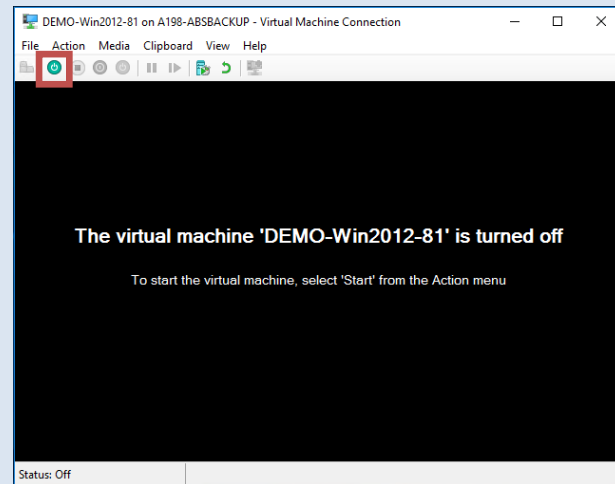 DEMO-Win2012-81 on A198-ABSBACKUP - Virtual Machine Connection
File Action Media Clipboard View Help
The virtual machine 'DEMO-Win2012-81' is turned off
To start the virtual machine, select 'Start' from the Action menu
Status: Off